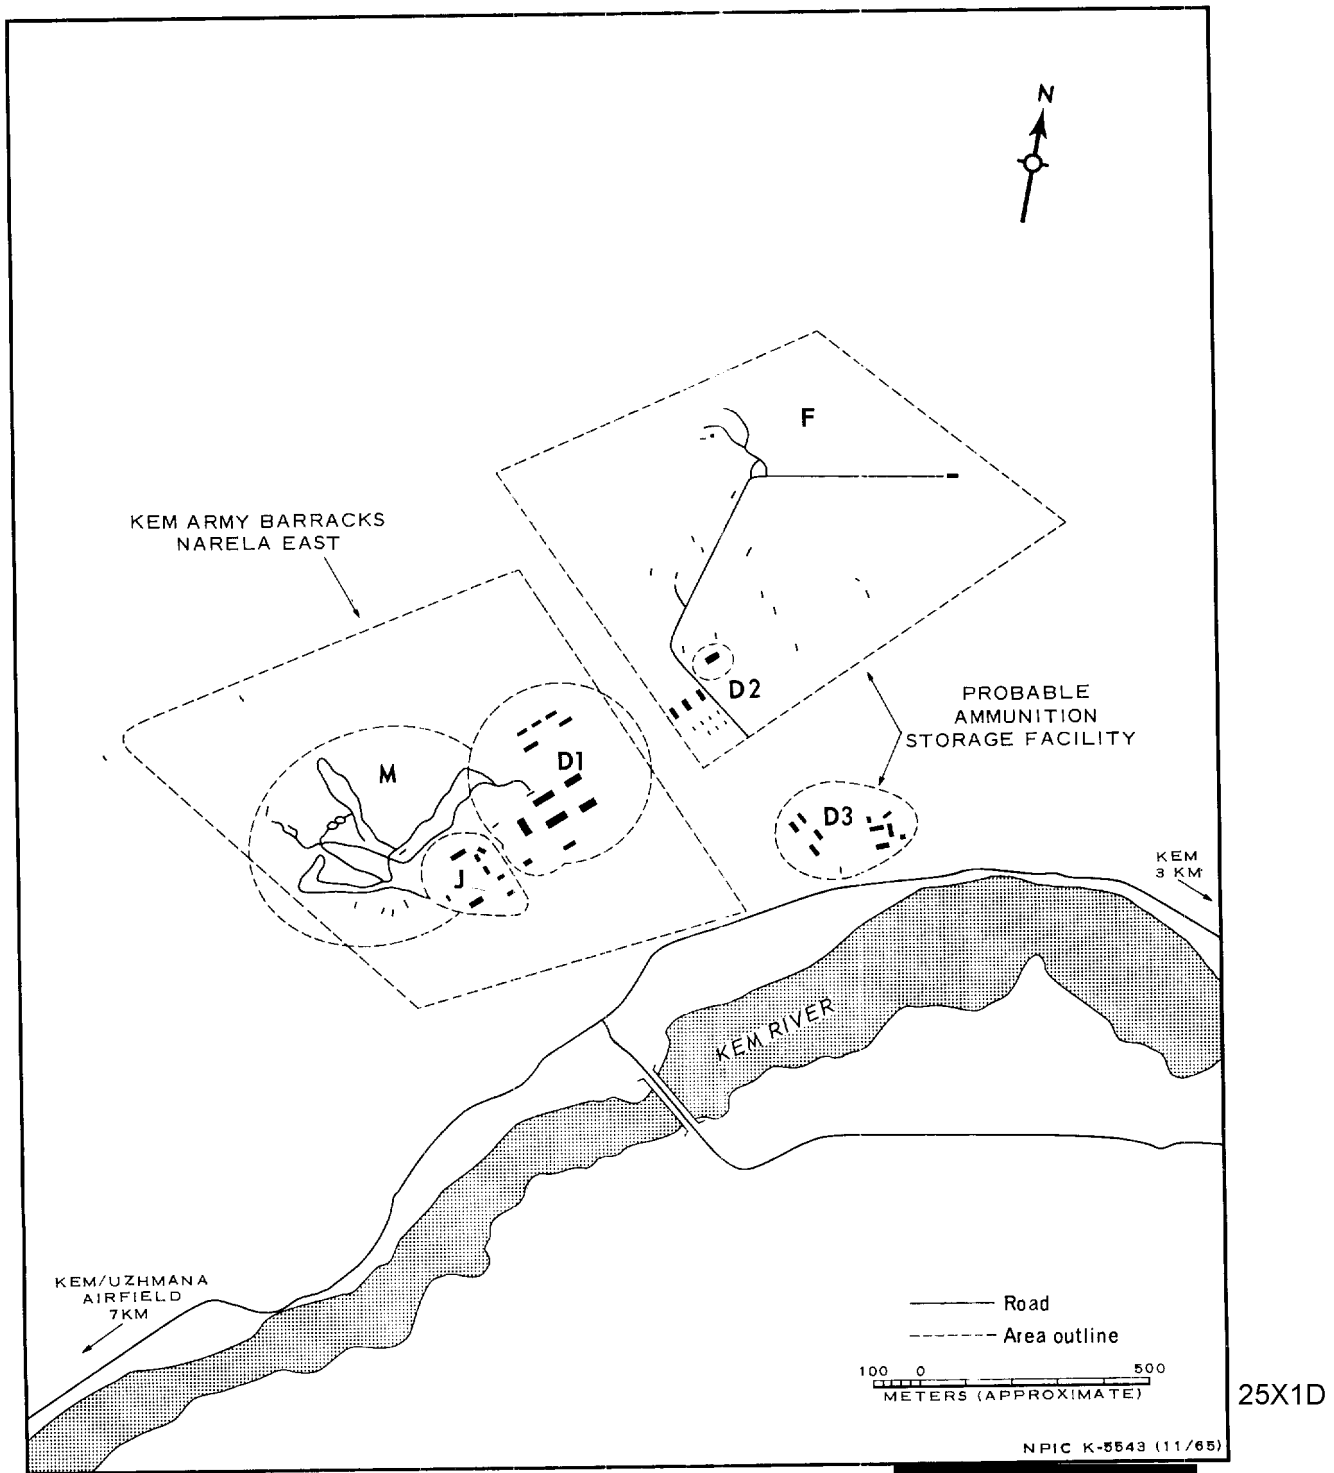 N
F
KEM ARMY BARRACKS
NARELA EAST
D2
PROBABLE
AMMUNITION
STORAGE FACILITY
M
D1
D3
J
KEM
3 KM
KEM RIVER
KEM/UZHMANA
AIRFIELD
7KM
Road
Area outline
100 0 500
METERS (APPROXIMATE)
25X1D
NPIC K-5543 (11/65)